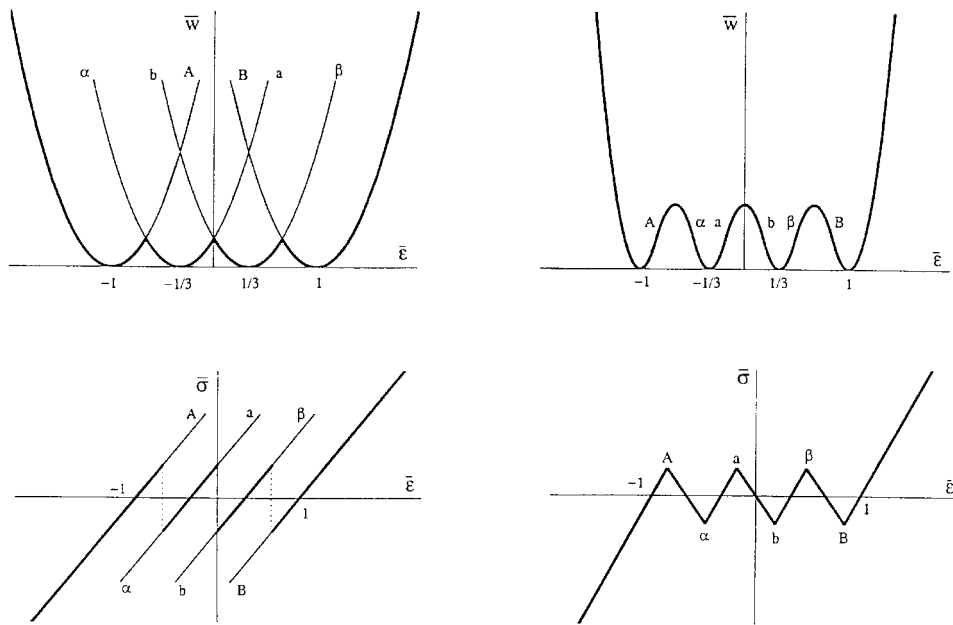 W̅
α b A B a β
ε̅
−1 −1/3 1/3 1
W̅
A α a b β B
ε̅
−1 −1/3 1/3 1
σ̅
A a β
−1 ε̅
1
α b B
σ̅
A a β
−1 ε̅
1
α b B